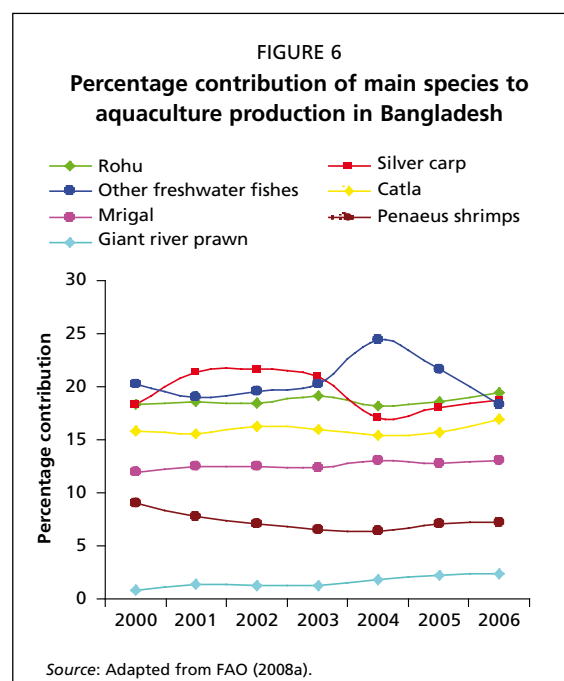 FIGURE 6
Percentage contribution of main species to
aquaculture production in Bangladesh
Rohu
Silver carp
Other freshwater fishes
Catla
Mrigal
Penaeus shrimps
Giant river prawn
30
25
20
15
10
5
0
Percentage contribution
2000 2001 2002 2003 2004 2005 2006
Source: Adapted from FAO (2008a).